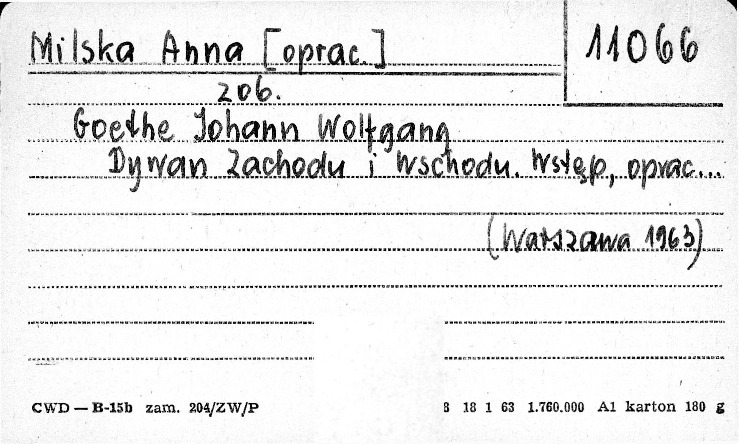 Milska Anna [oprac.]
11066
zob.
Goethe Johann Wolfgang
Dywan Zachodu i Wschodu. Wstęp, oprac...
(Warszawa 1963)
CWD — B-15b zam. 204/ZW/P
8 18 1 63 1.760.000 A1 karton 180 g